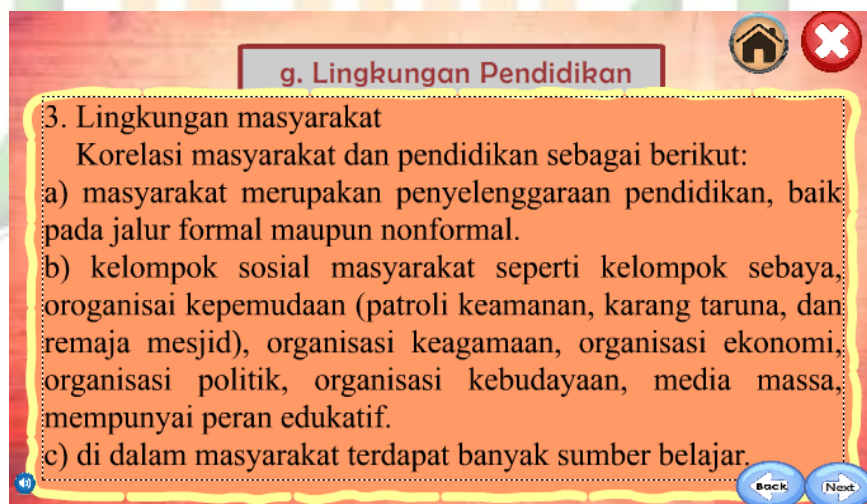 g. Lingkungan Pendidikan
3. Lingkungan masyarakat
Korelasi masyarakat dan pendidikan sebagai berikut:
a) masyarakat merupakan penyelenggaraan pendidikan, baik
pada jalur formal maupun nonformal.
b) kelompok sosial masyarakat seperti kelompok sebaya,
oroganisai kepemudaan (patroli keamanan, karang taruna, dan
remaja mesjid), organisasi keagamaan, organisasi ekonomi,
organisasi politik, organisasi kebudayaan, media massa,
mempunyai peran edukatif.
c) di dalam masyarakat terdapat banyak sumber belajar.
Back
Next